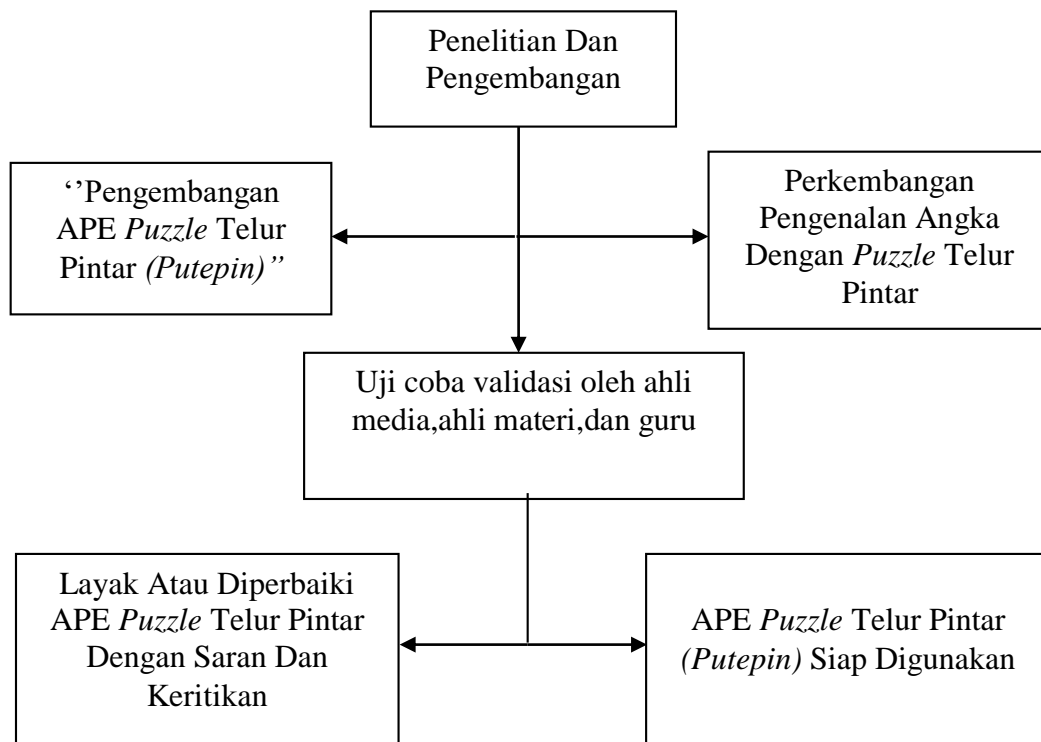 Penelitian Dan
Pengembangan
‘’Pengembangan
APE Puzzle Telur
Pintar (Putepin)”
Perkembangan
Pengenalan Angka
Dengan Puzzle Telur
Pintar
Uji coba validasi oleh ahli
media,ahli materi,dan guru
Layak Atau Diperbaiki
APE Puzzle Telur Pintar
Dengan Saran Dan
Keritikan
APE Puzzle Telur Pintar
(Putepin) Siap Digunakan